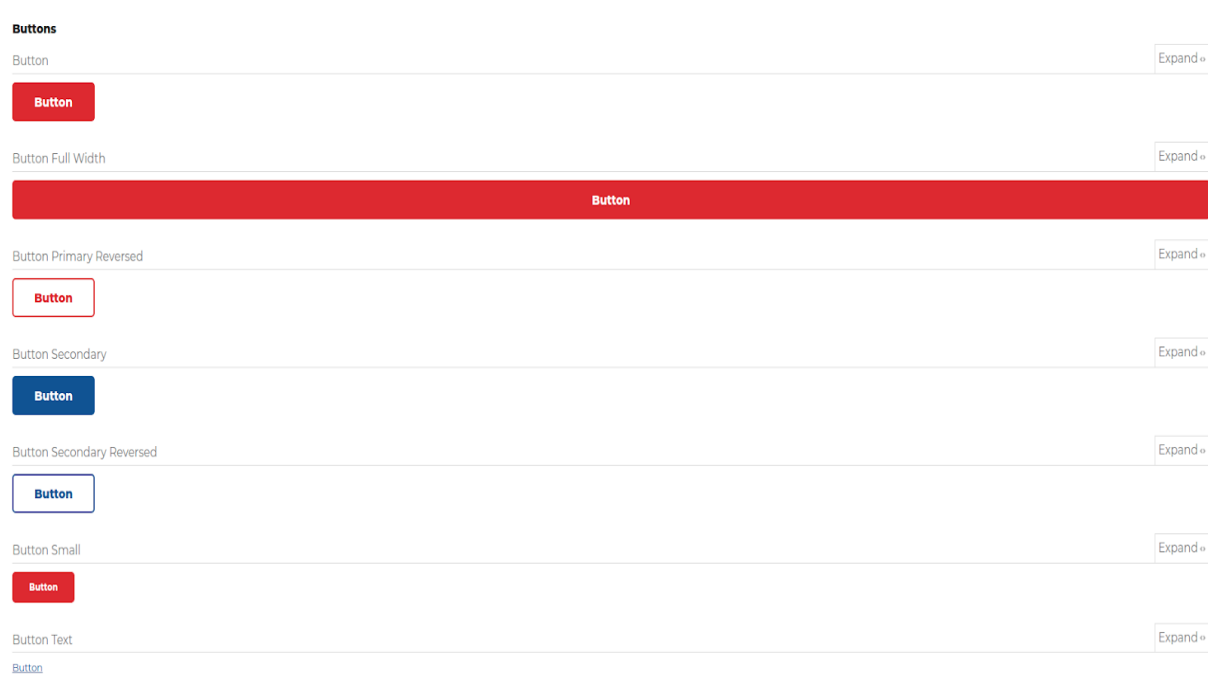 Buttons
Button
Expand ‹›
Button
Button Full Width
Expand ‹›
Button
Button Primary Reversed
Expand ‹›
Button
Button Secondary
Expand ‹›
Button
Button Secondary Reversed
Expand ‹›
Button
Button Small
Expand ‹›
Button
Button Text
Expand ‹›
Button